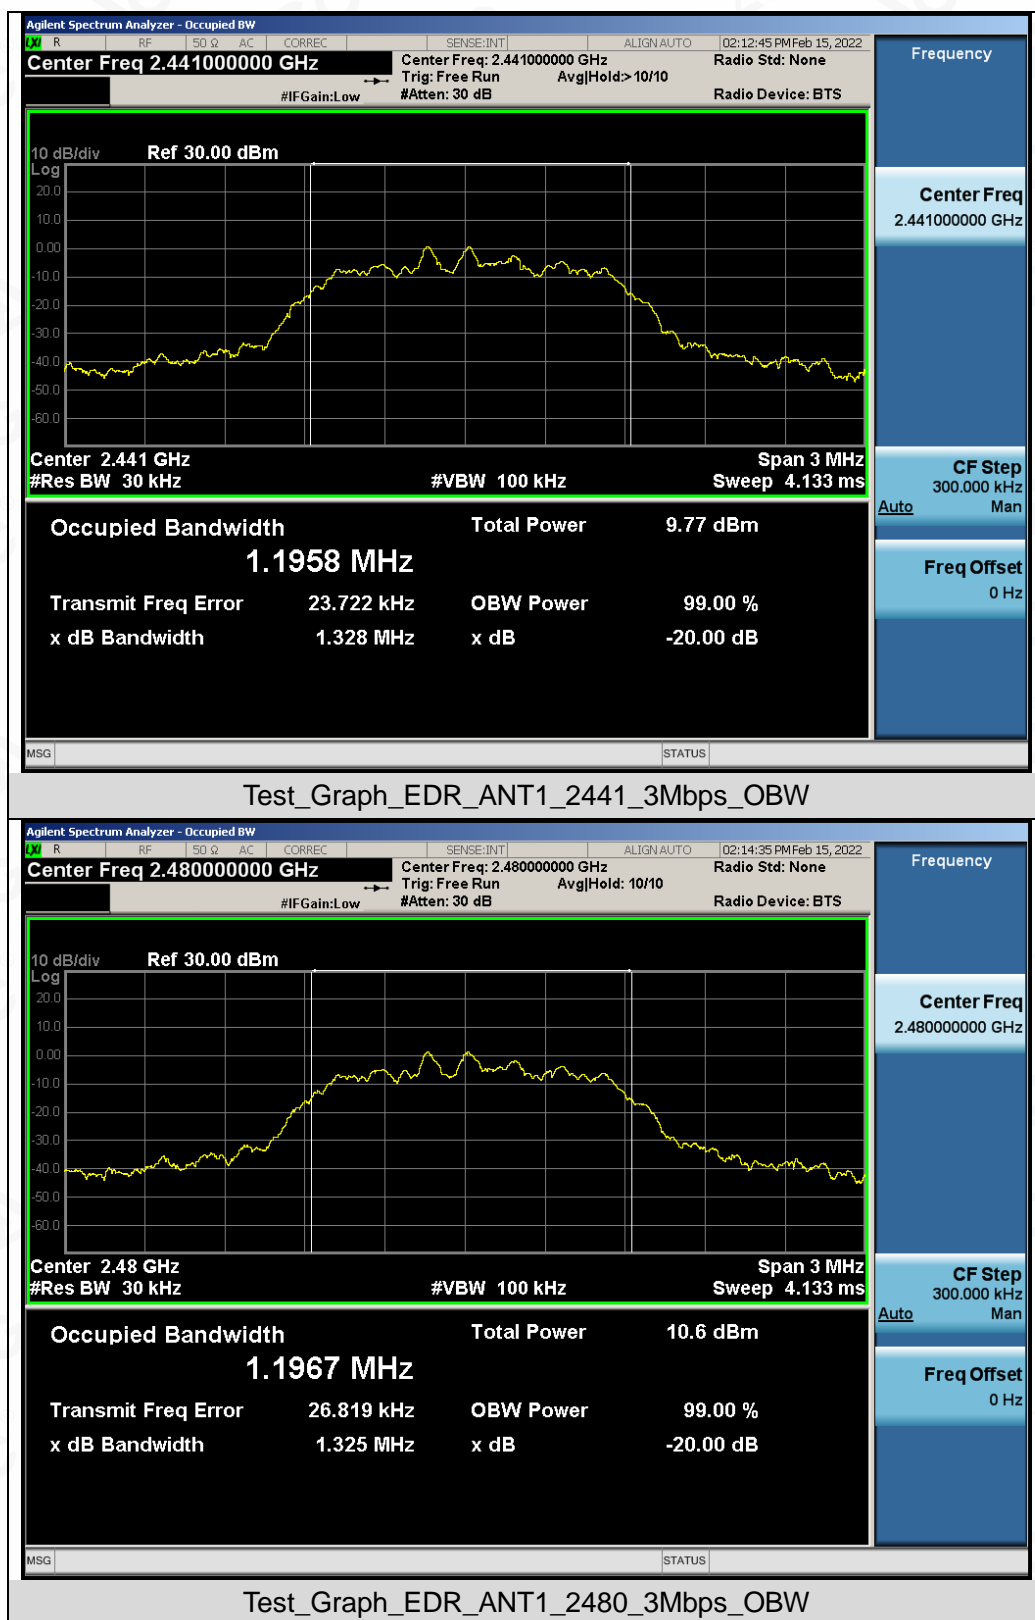 Agilent Spectrum Analyzer - Occupied BW
LXI R RF 50 Ω AC CORREC SENSE:INT ALIGN AUTO 02:12:45 PM Feb 15, 2022
Center Freq 2.441000000 GHz Center Freq: 2.441000000 GHz Radio Std: None Frequency
Trig: Free Run Avg|Hold:>10/10
#IFGain:Low #Atten: 30 dB Radio Device: BTS
10 dB/div Ref 30.00 dBm
Log
20.0
10.0
0.00
-10.0
-20.0
-30.0
-40.0
-50.0
-60.0
Center 2.441 GHz Span 3 MHz
#Res BW 30 kHz #VBW 100 kHz Sweep 4.133 ms
Occupied Bandwidth Total Power 9.77 dBm
1.1958 MHz
Transmit Freq Error 23.722 kHz OBW Power 99.00 %
x dB Bandwidth 1.328 MHz x dB -20.00 dB
Center Freq
2.441000000 GHz
CF Step
300.000 kHz
Auto Man
Freq Offset
0 Hz
MSG STATUS
Test_Graph_EDR_ANT1_2441_3Mbps_OBW
Agilent Spectrum Analyzer - Occupied BW
LXI R RF 50 Ω AC CORREC SENSE:INT ALIGN AUTO 02:14:35 PM Feb 15, 2022
Center Freq 2.480000000 GHz Center Freq: 2.480000000 GHz Radio Std: None Frequency
Trig: Free Run Avg|Hold: 10/10
#IFGain:Low #Atten: 30 dB Radio Device: BTS
10 dB/div Ref 30.00 dBm
Log
20.0
10.0
0.00
-10.0
-20.0
-30.0
-40.0
-50.0
-60.0
Center 2.48 GHz Span 3 MHz
#Res BW 30 kHz #VBW 100 kHz Sweep 4.133 ms
Occupied Bandwidth Total Power 10.6 dBm
1.1967 MHz
Transmit Freq Error 26.819 kHz OBW Power 99.00 %
x dB Bandwidth 1.325 MHz x dB -20.00 dB
Center Freq
2.480000000 GHz
CF Step
300.000 kHz
Auto Man
Freq Offset
0 Hz
MSG STATUS
Test_Graph_EDR_ANT1_2480_3Mbps_OBW